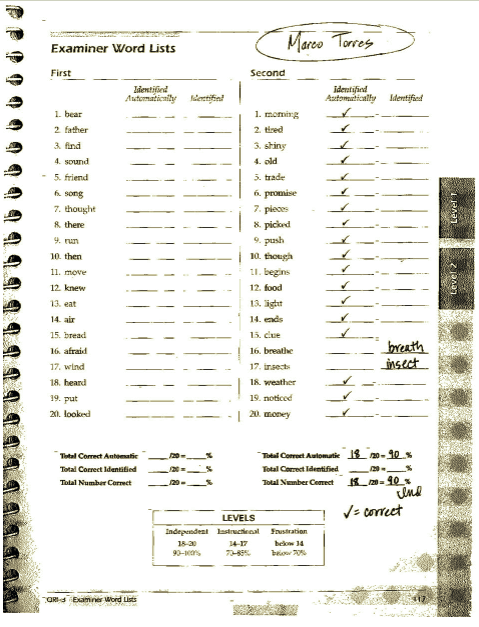 Examiner Word Lists
Marco Torres
First
Identified Automatically Identified
1. bear
2. father
3. find
4. sound
5. friend
6. song
7. thought
8. there
9. run
10. then
11. move
12. knew
13. eat
14. air
15. bread
16. afraid
17. wind
18. heard
19. put
20. looked
Total Correct Automatic ____/20 = ____%
Total Correct Identified ____/20 = ____%
Total Number Correct ____/20 = ____%
Second
Identified Automatically Identified
1. morning ✓
2. tired ✓
3. shiny ✓
4. old ✓
5. trade ✓
6. promise ✓
7. pieces ✓
8. picked ✓
9. push ✓
10. though ✓
11. begins ✓
12. food ✓
13. light ✓
14. ends ✓
15. clue ✓
16. breathe breath
17. insects insect
18. weather ✓
19. noticed ✓
20. money ✓
Total Correct Automatic 18 /20 = 90 %
Total Correct Identified ____/20 = ____%
Total Number Correct 18 /20 = 90 %
Ind
✓ = correct
LEVELS
Independent Instructional Frustration
18–20 14–17 below 14
90–100% 70–85% below 70%
Level 1
Level 2
QRI–3 Examiner Word Lists
117